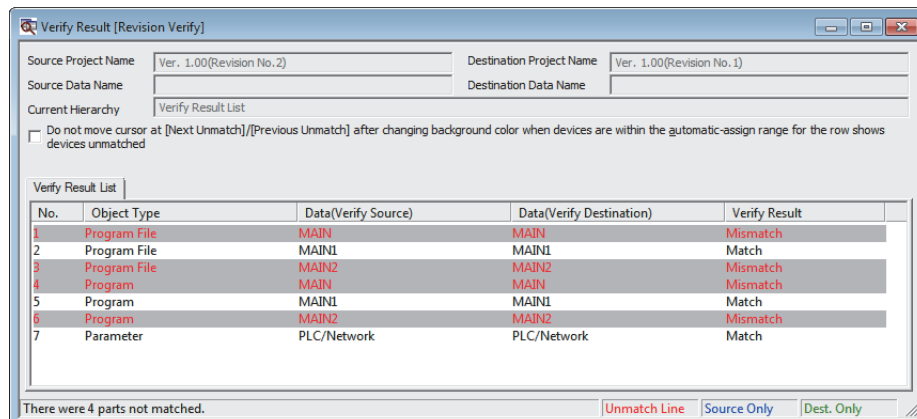 Verify Result [Revision Verify]
Source Project Name Ver. 1.00(Revision No.2) Destination Project Name Ver. 1.00(Revision No.1)
Source Data Name Destination Data Name
Current Hierarchy Verify Result List
Do not move cursor at [Next Unmatch]/[Previous Unmatch] after changing background color when devices are within the automatic-assign range for the row shows
devices unmatched
Verify Result List
No. Object Type Data(Verify Source) Data(Verify Destination) Verify Result
1 Program File MAIN MAIN Mismatch
2 Program File MAIN1 MAIN1 Match
3 Program File MAIN2 MAIN2 Mismatch
4 Program MAIN MAIN Mismatch
5 Program MAIN1 MAIN1 Match
6 Program MAIN2 MAIN2 Mismatch
7 Parameter PLC/Network PLC/Network Match
There were 4 parts not matched. Unmatch Line Source Only Dest. Only